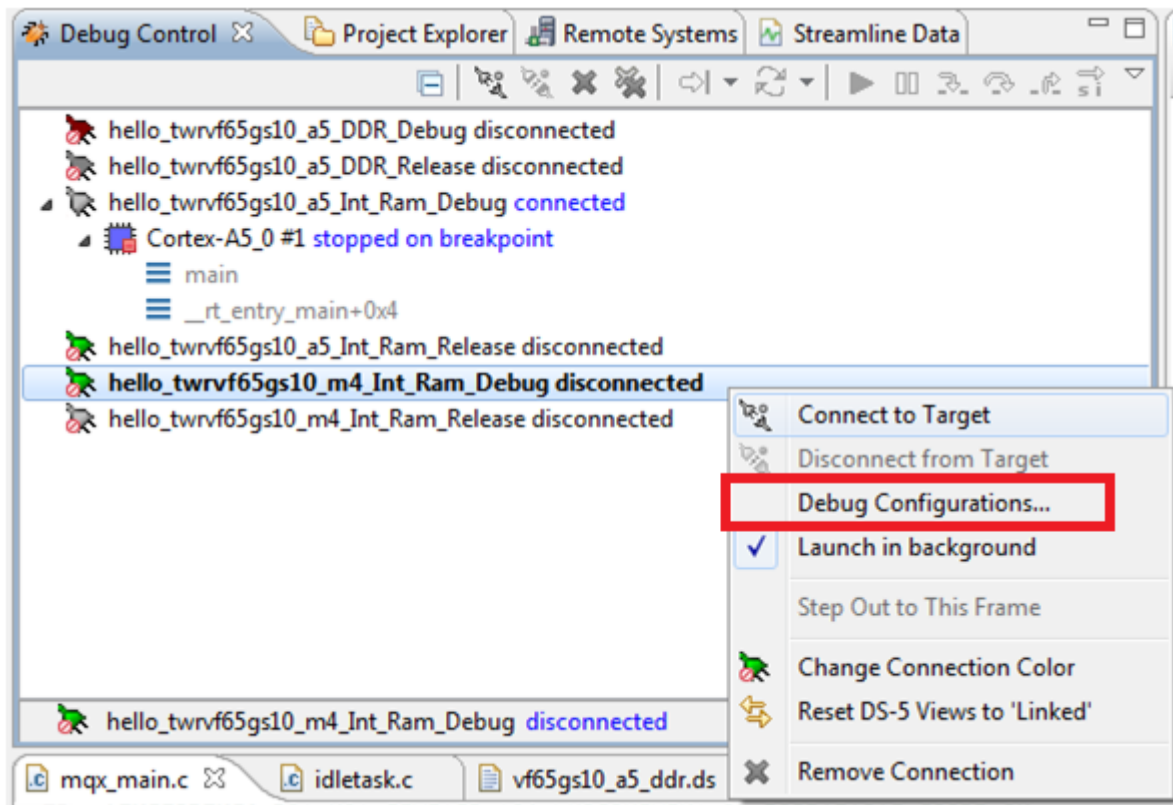 Debug Control Project Explorer Remote Systems Streamline Data
si
hello_twrvf65gs10_a5_DDR_Debug disconnected
hello_twrvf65gs10_a5_DDR_Release disconnected
hello_twrvf65gs10_a5_Int_Ram_Debug connected
Cortex-A5_0 #1 stopped on breakpoint
main
__rt_entry_main+0x4
hello_twrvf65gs10_a5_Int_Ram_Release disconnected
hello_twrvf65gs10_m4_Int_Ram_Debug disconnected
hello_twrvf65gs10_m4_Int_Ram_Release disconnected
Connect to Target
Disconnect from Target
Debug Configurations...
Launch in background
Step Out to This Frame
Change Connection Color
Reset DS-5 Views to 'Linked'
Remove Connection
hello_twrvf65gs10_m4_Int_Ram_Debug disconnected
.c mqx_main.c .c idletask.c vf65gs10_a5_ddr.ds